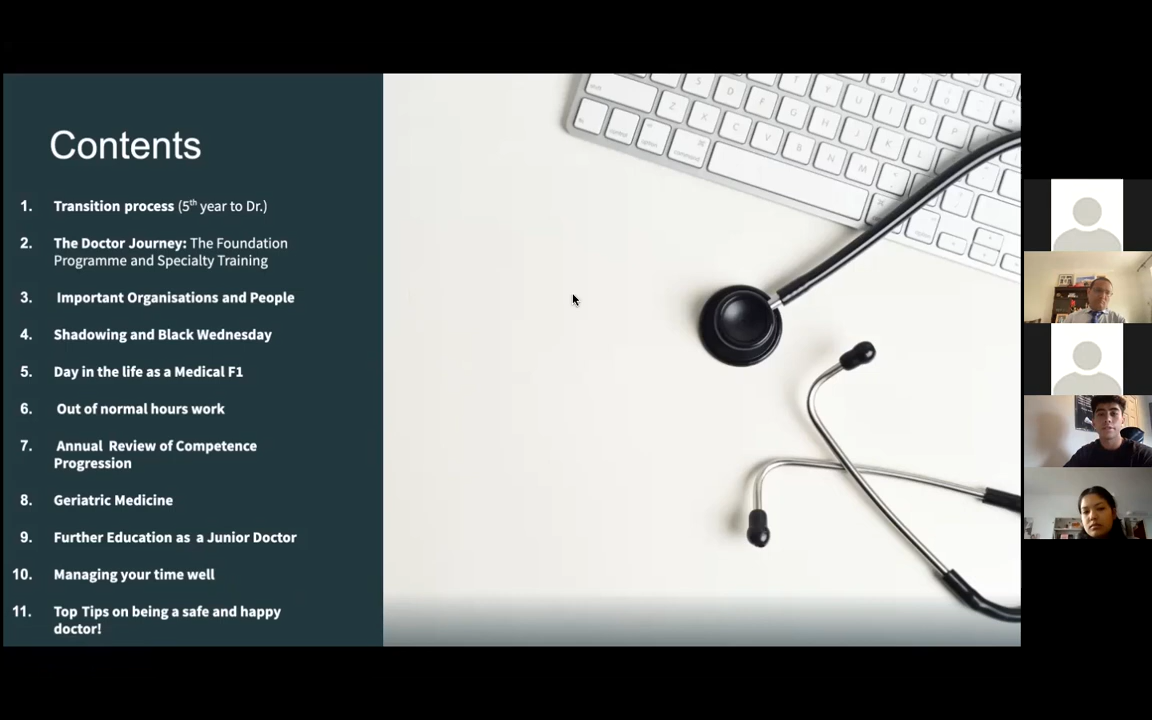 Contents
1. Transition process (5th year to Dr.)
2. The Doctor Journey: The Foundation
Programme and Specialty Training
3. Important Organisations and People
4. Shadowing and Black Wednesday
5. Day in the life as a Medical F1
6. Out of normal hours work
7. Annual Review of Competence
Progression
8. Geriatric Medicine
9. Further Education as a Junior Doctor
10. Managing your time well
11. Top Tips on being a safe and happy
doctor!